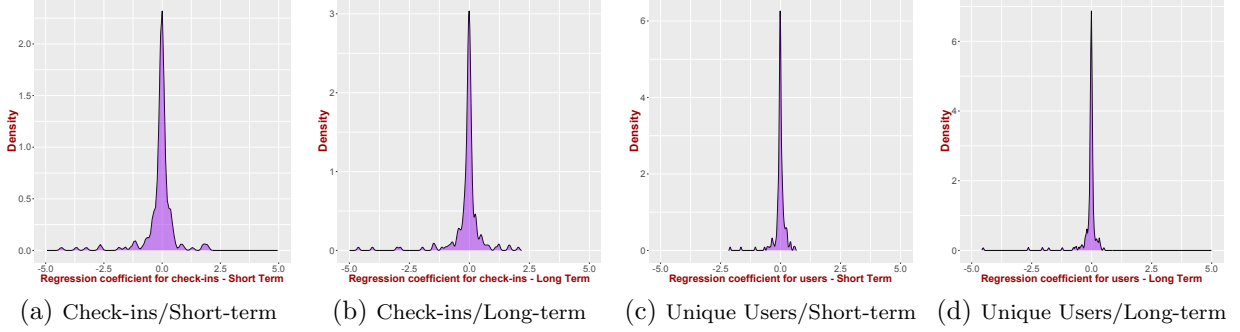 Density
2.0
1.5
1.0
0.5
0.0
-5.0 -2.5 0.0 2.5 5.0
Regression coefficient for check-ins - Short Term
(a) Check-ins/Short-term
Density
3
2
1
0
-5.0 -2.5 0.0 2.5 5.0
Regression coefficient for check-ins - Long Term
(b) Check-ins/Long-term
Density
6
4
2
0
-5.0 -2.5 0.0 2.5 5.0
Regression coefficient for users - Short Term
(c) Unique Users/Short-term
Density
6
4
2
0
-5.0 -2.5 0.0 2.5 5.0
Regression coefficient for users - Long Term
(d) Unique Users/Long-term